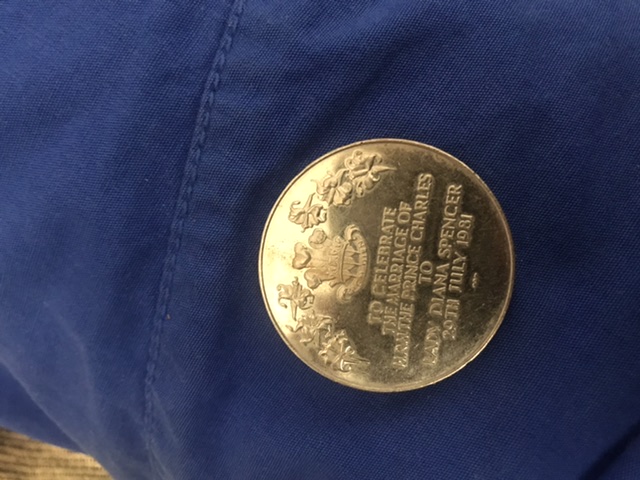 TO CELEBRATE
THE MARRIAGE OF
H.R.H. THE PRINCE CHARLES
TO
LADY DIANA SPENCER
29TH JULY 1981